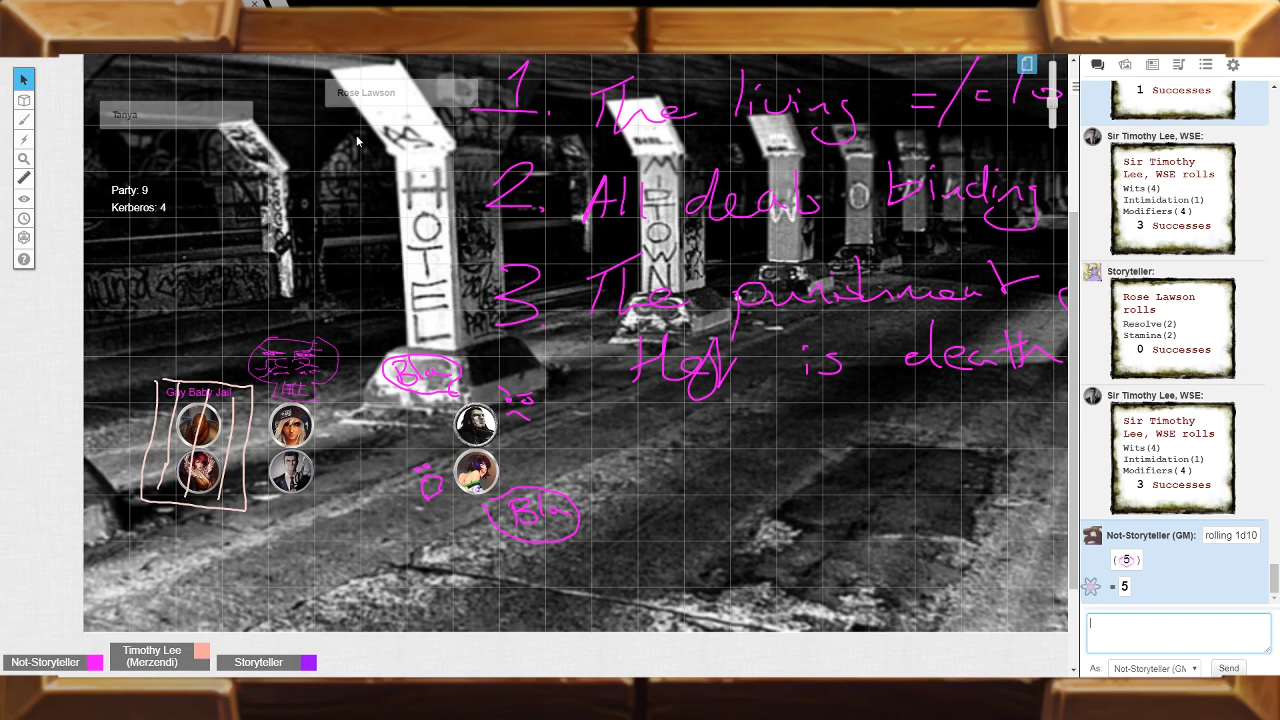 Rose Lawson
Tanya
Party: 9
Kerberos: 4
HOTEL
MIDTOWN
1. The living =/=
2. All deals binding
3. The punishment
is death
Bla
Gay Baby Jail
Bla
Not-Storyteller
Timothy Lee
(Merzendi)
Storyteller
1 Successes
Sir Timothy Lee, WSE:
Sir Timothy
Lee, WSE rolls
Wits(4)
Intimidation(1)
Modifiers(4)
3 Successes
Storyteller:
Rose Lawson
rolls
Resolve(2)
Stamina(2)
0 Successes
Sir Timothy Lee, WSE:
Sir Timothy
Lee, WSE rolls
Wits(4)
Intimidation(1)
Modifiers(4)
3 Successes
Not-Storyteller (GM): rolling 1d10
(5)
= 5
As: Not-Storyteller (GM Send